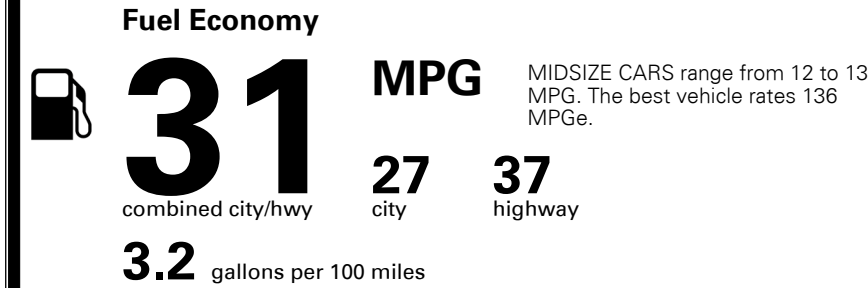 Fuel Economy
31 MPG
MIDSIZE CARS range from 12 to 13
MPG. The best vehicle rates 136
MPGe.
27 37
combined city/hwy city highway
3.2 gallons per 100 miles